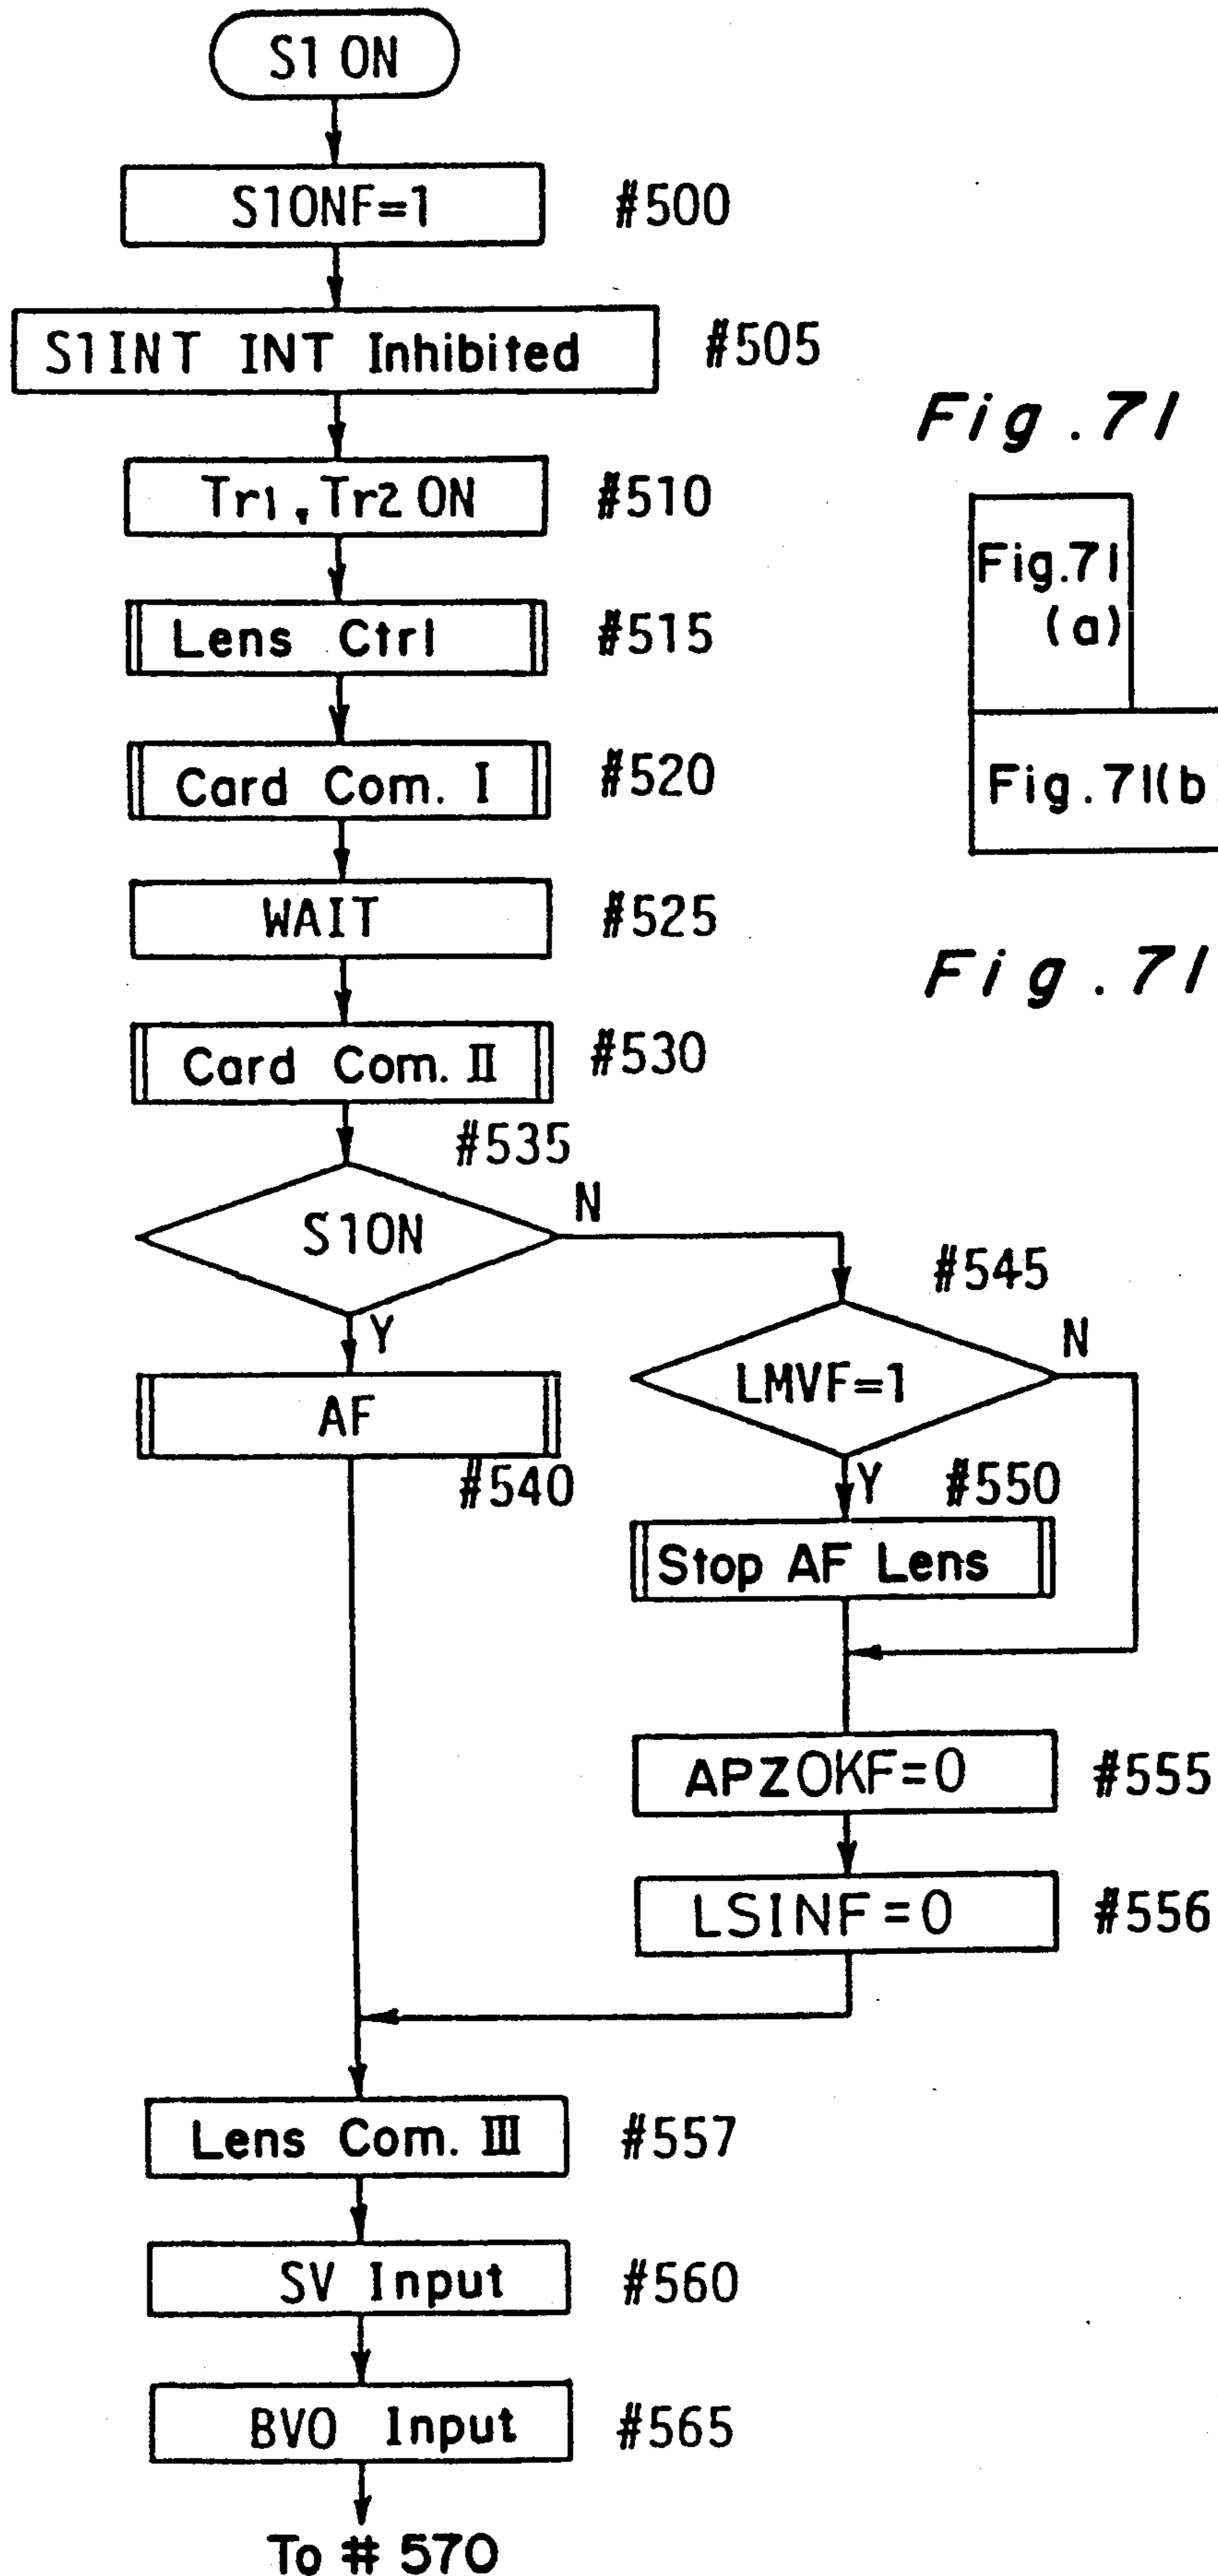 S1 ON
S1ONF=1 #500
S1INT INT Inhibited #505
Fig. 71
Tr1, Tr2 ON #510
Fig. 71
(a)
Lens Ctrl #515
Card Com. I #520
Fig. 71(b)
WAIT #525
Fig. 71
Card Com. II #530
#535
S1ON
N
Y
#545
LMVF=1
N
Y
AF
#540
#550
Stop AF Lens
APZOKF=0 #555
LSINF=0 #556
Lens Com. III #557
SV Input #560
BVO Input #565
To # 570